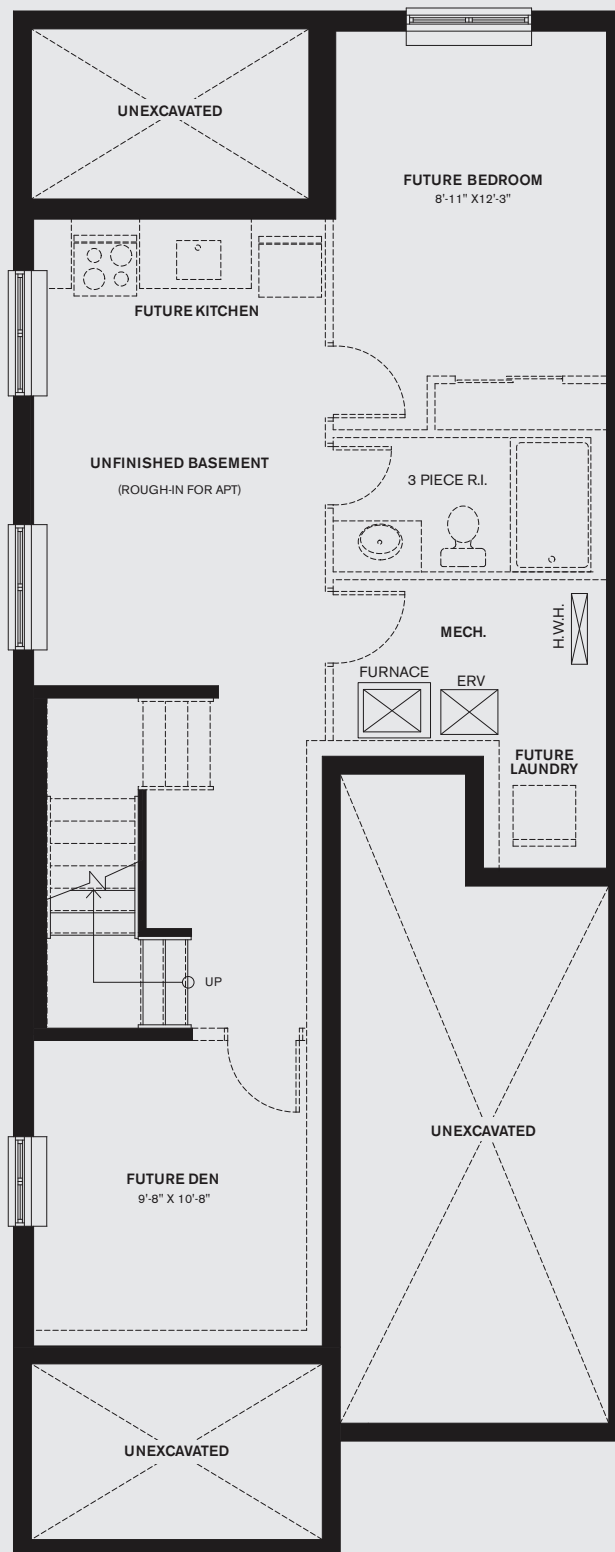 UNEXCAVATED
FUTURE BEDROOM
8'-11" X12'-3"
FUTURE KITCHEN
UNFINISHED BASEMENT
(ROUGH-IN FOR APT)
3 PIECE R.I.
MECH.
H.W.H.
FURNACE
ERV
FUTURE
LAUNDRY
UP
UNEXCAVATED
FUTURE DEN
9'-8" X 10'-8"
UNEXCAVATED